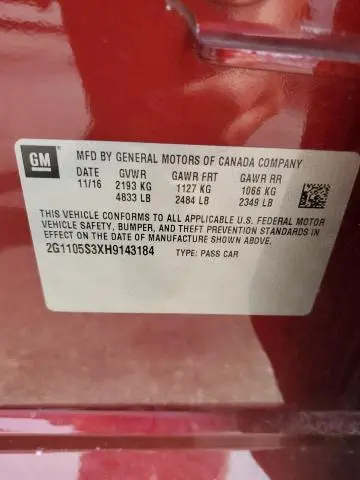 GM
MFD BY GENERAL MOTORS OF CANADA COMPANY
DATE GVWR GAWR FRT GAWR RR
11/16 2193 KG 1127 KG 1066 KG
4833 LB 2484 LB 2349 LB
THIS VEHICLE CONFORMS TO ALL APPLICABLE U.S. FEDERAL MOTOR
VEHICLE SAFETY, BUMPER, AND THEFT PREVENTION STANDARDS IN
EFFECT ON THE DATE OF MANUFACTURE SHOWN ABOVE.
2G1105S3XH9143184 TYPE: PASS CAR